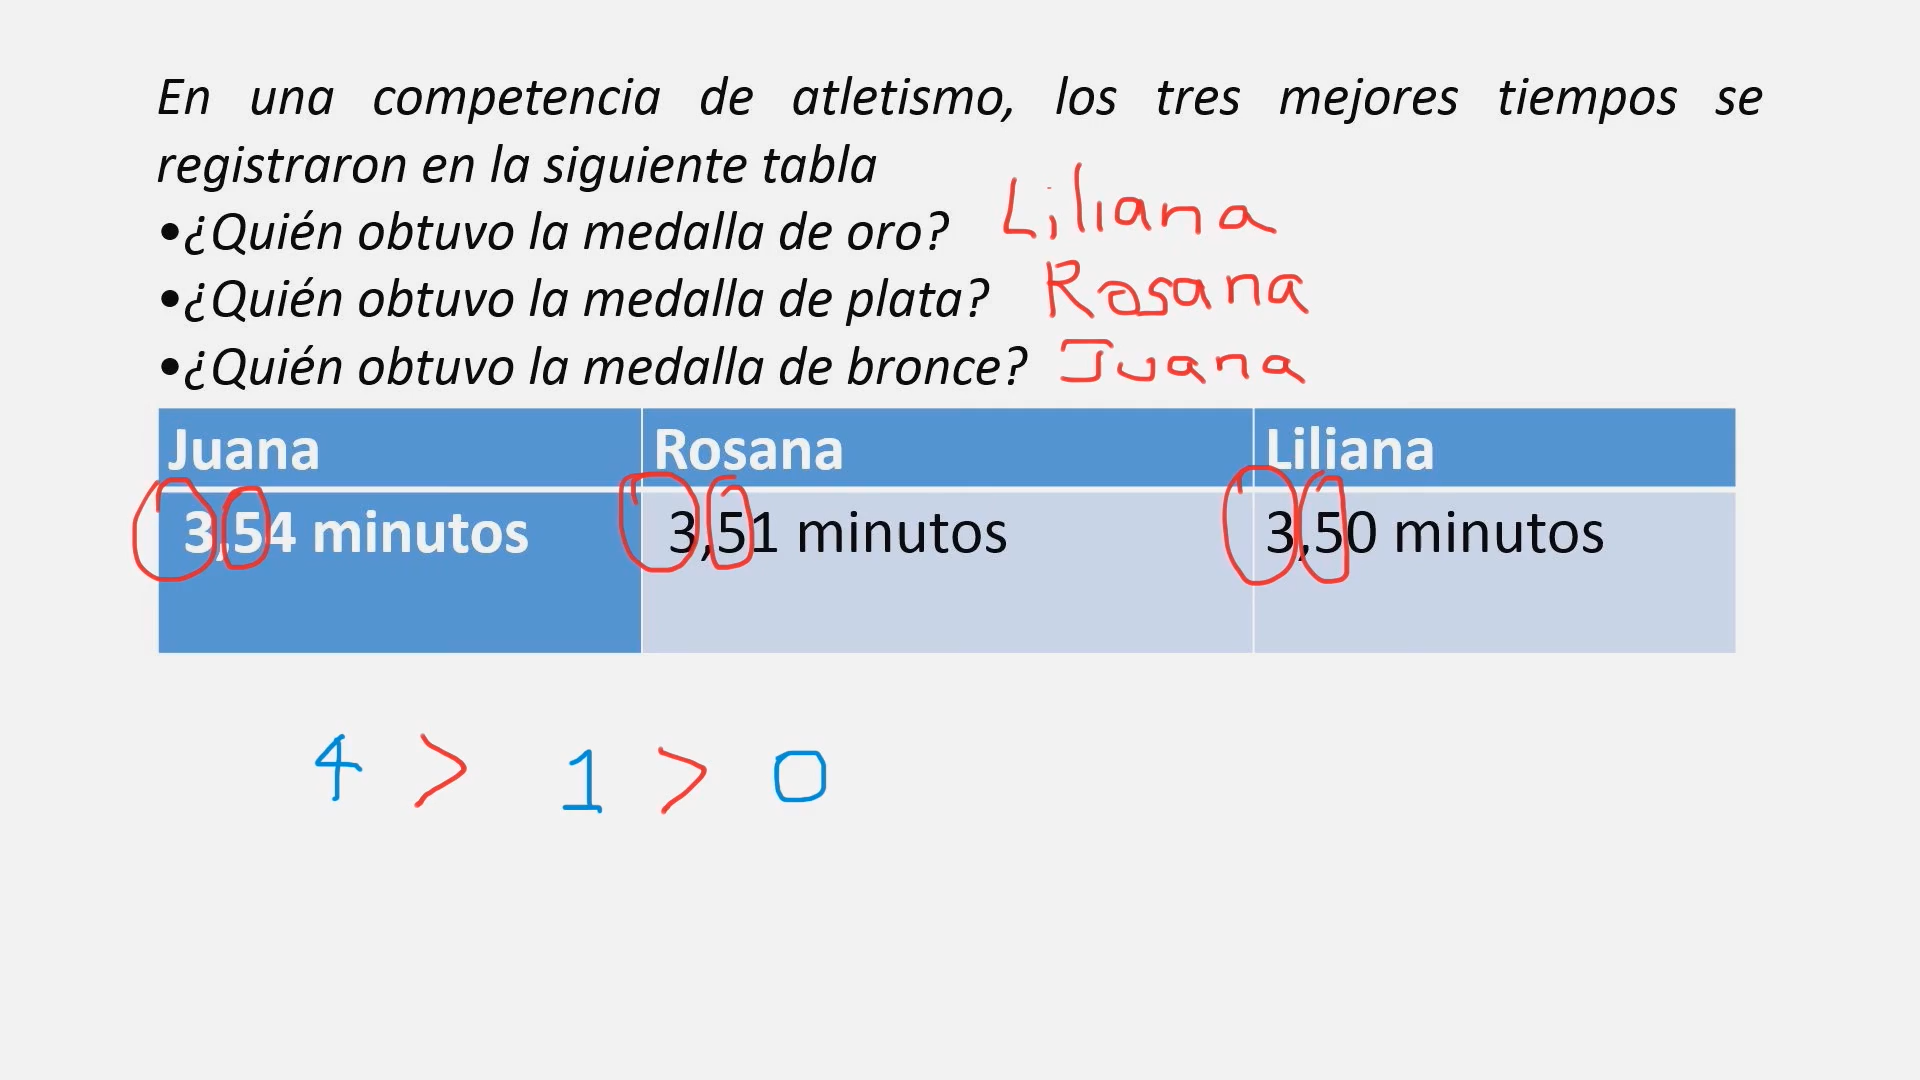 En una competencia de atletismo, los tres mejores tiempos se
registraron en la siguiente tabla
•¿Quién obtuvo la medalla de oro? Liliana
•¿Quién obtuvo la medalla de plata? Rosana
•¿Quién obtuvo la medalla de bronce? Juana
Juana Rosana Liliana
3,54 minutos 3,51 minutos 3,50 minutos
4 > 1 > 0